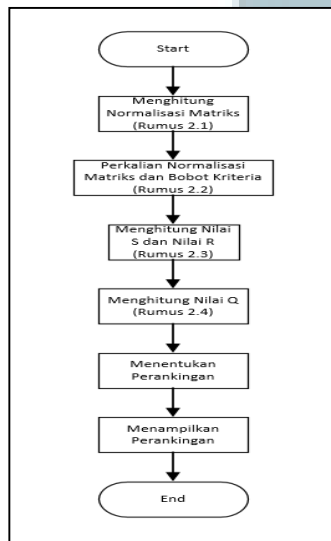 Start
Menghitung
Normalisasi Matriks
(Rumus 2.1)
Perkalian Normalisasi
Matriks dan Bobot Kriteria
(Rumus 2.2)
Menghitung Nilai
S dan Nilai R
(Rumus 2.3)
Menghitung Nilai Q
(Rumus 2.4)
Menentukan
Perankingan
Menampilkan
Perankingan
End